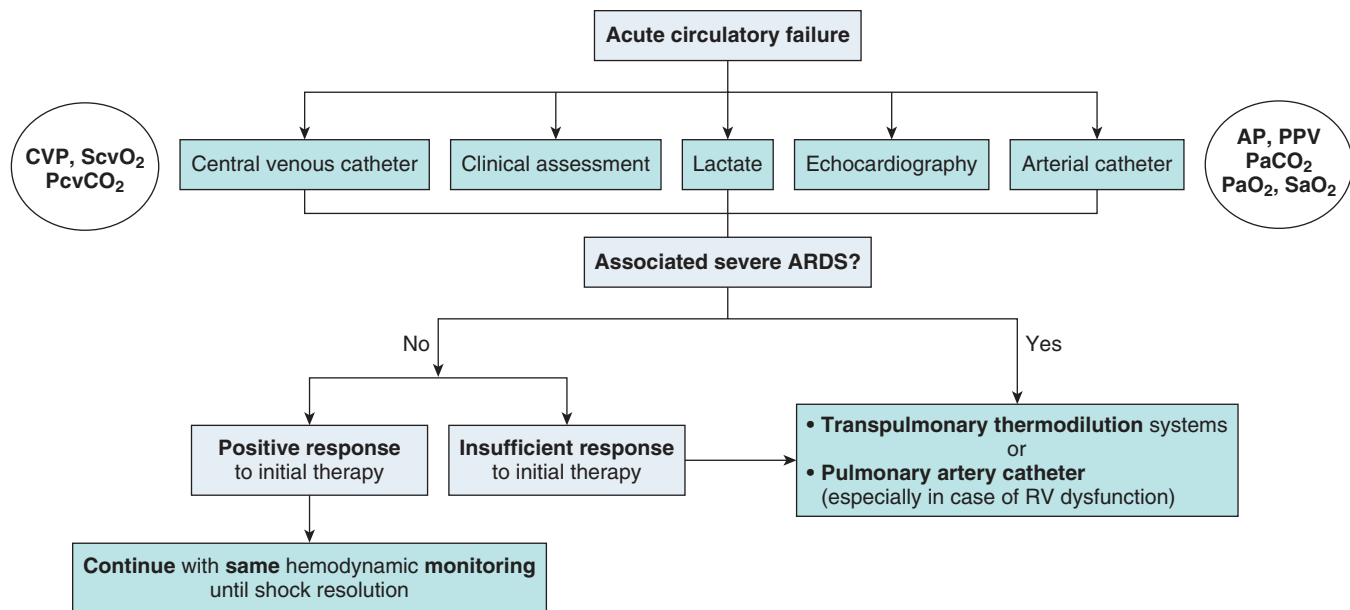 Acute circulatory failure
CVP, ScvO₂
PcvCO₂
Central venous catheter
Clinical assessment
Lactate
Echocardiography
Arterial catheter
AP, PPV
PaCO₂
PaO₂, SaO₂
Associated severe ARDS?
No
Yes
Positive response
to initial therapy
Insufficient response
to initial therapy
• Transpulmonary thermodilution systems
or
• Pulmonary artery catheter
(especially in case of RV dysfunction)
Continue with same hemodynamic monitoring
until shock resolution